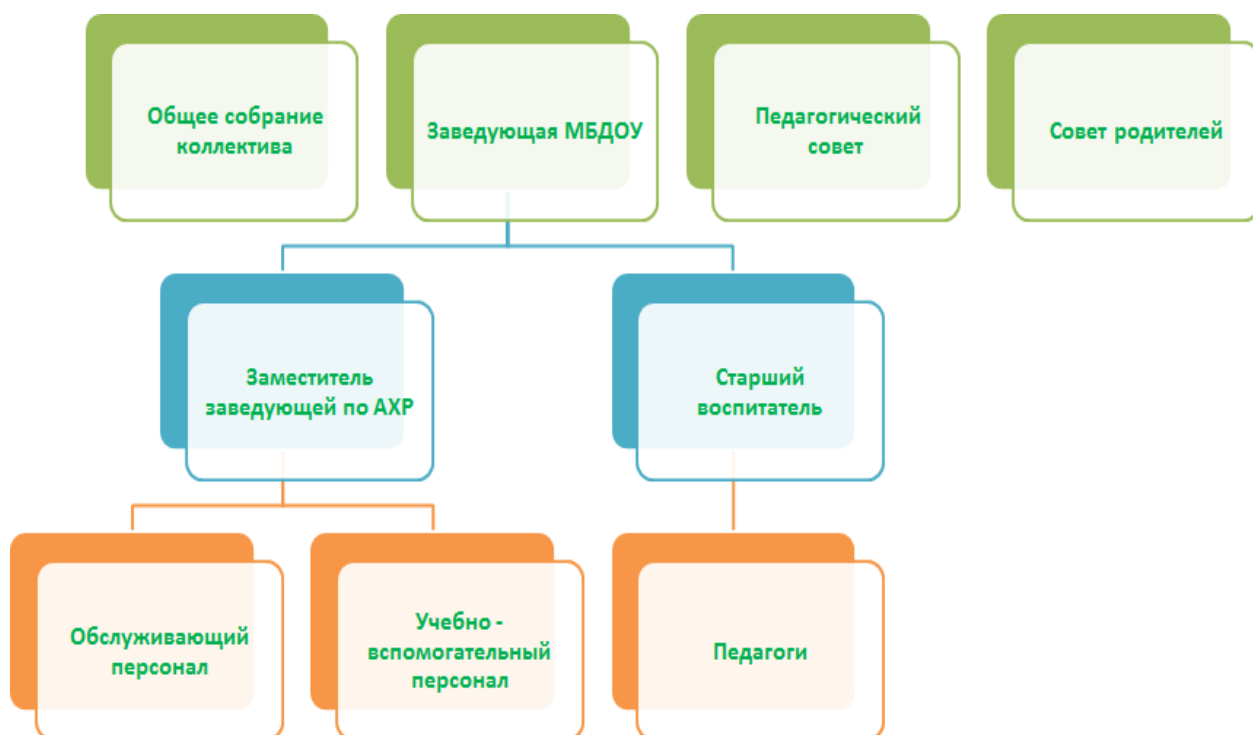 Общее собрание
коллектива
Заведующая МБДОУ
Педагогический
совет
Совет родителей
Заместитель
заведующей по АХР
Старший
воспитатель
Обслуживающий
персонал
Учебно -
вспомогательный
персонал
Педагоги